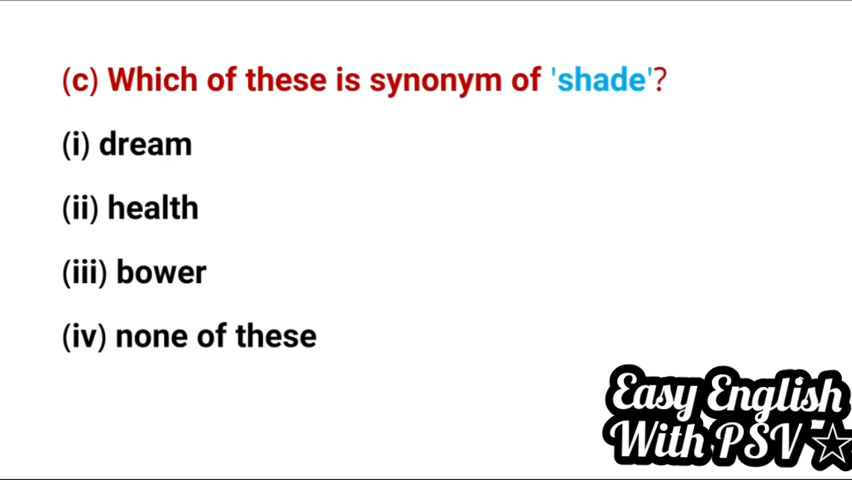 (c) Which of these is synonym of 'shade'?
(i) dream
(ii) health
(iii) bower
(iv) none of these
Easy English
With PSV